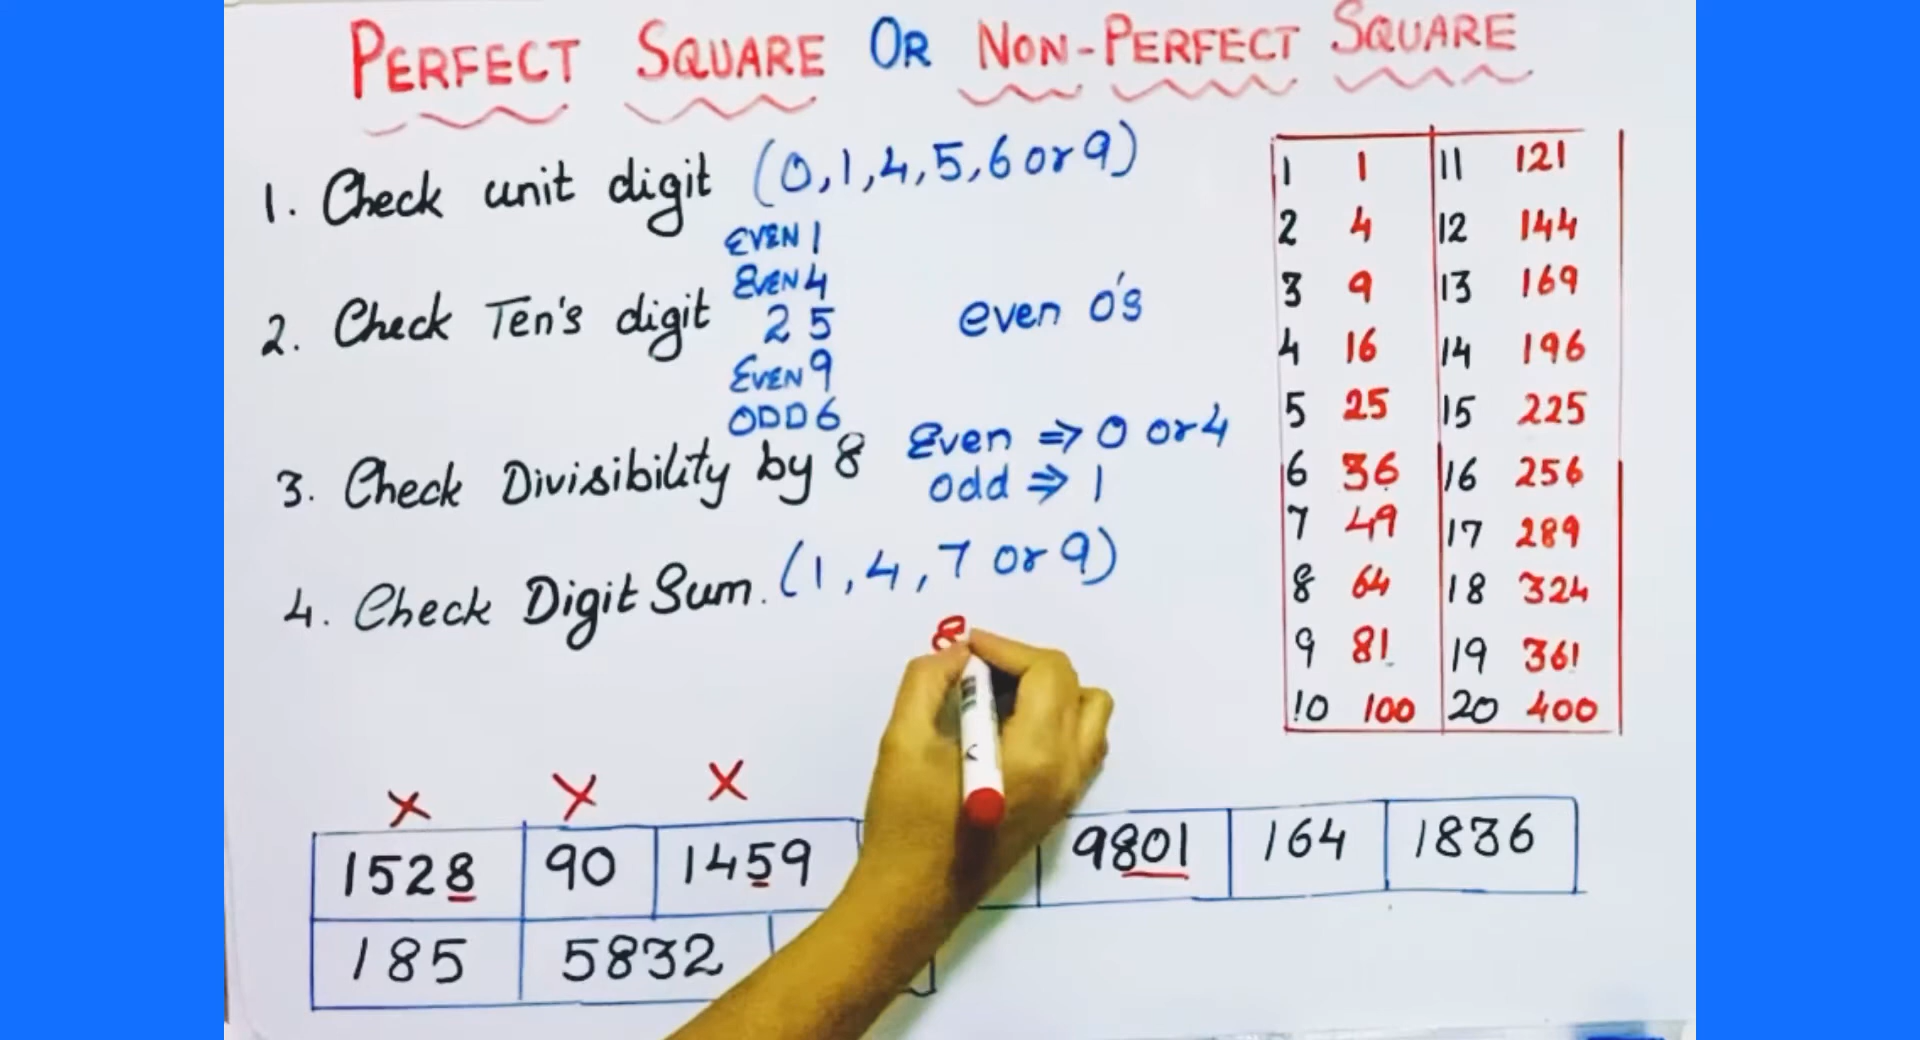 PERFECT SQUARE OR NON-PERFECT SQUARE
1. Check unit digit (0,1,4,5,6 or 9)
EVEN 1
EVEN 4
2. Check Ten's digit 25 even 0's
EVEN 9
ODD 6
3. Check Divisibility by 8 Even ⇒ 0 or 4
odd ⇒ 1
4. Check Digit Sum. (1, 4, 7 or 9)
8
1 1 11 121
2 4 12 144
3 9 13 169
4 16 14 196
5 25 15 225
6 36 16 256
7 49 17 289
8 64 18 324
9 81 19 361
10 100 20 400
X X X
1528 90 1459 9801 164 1836
185 5832